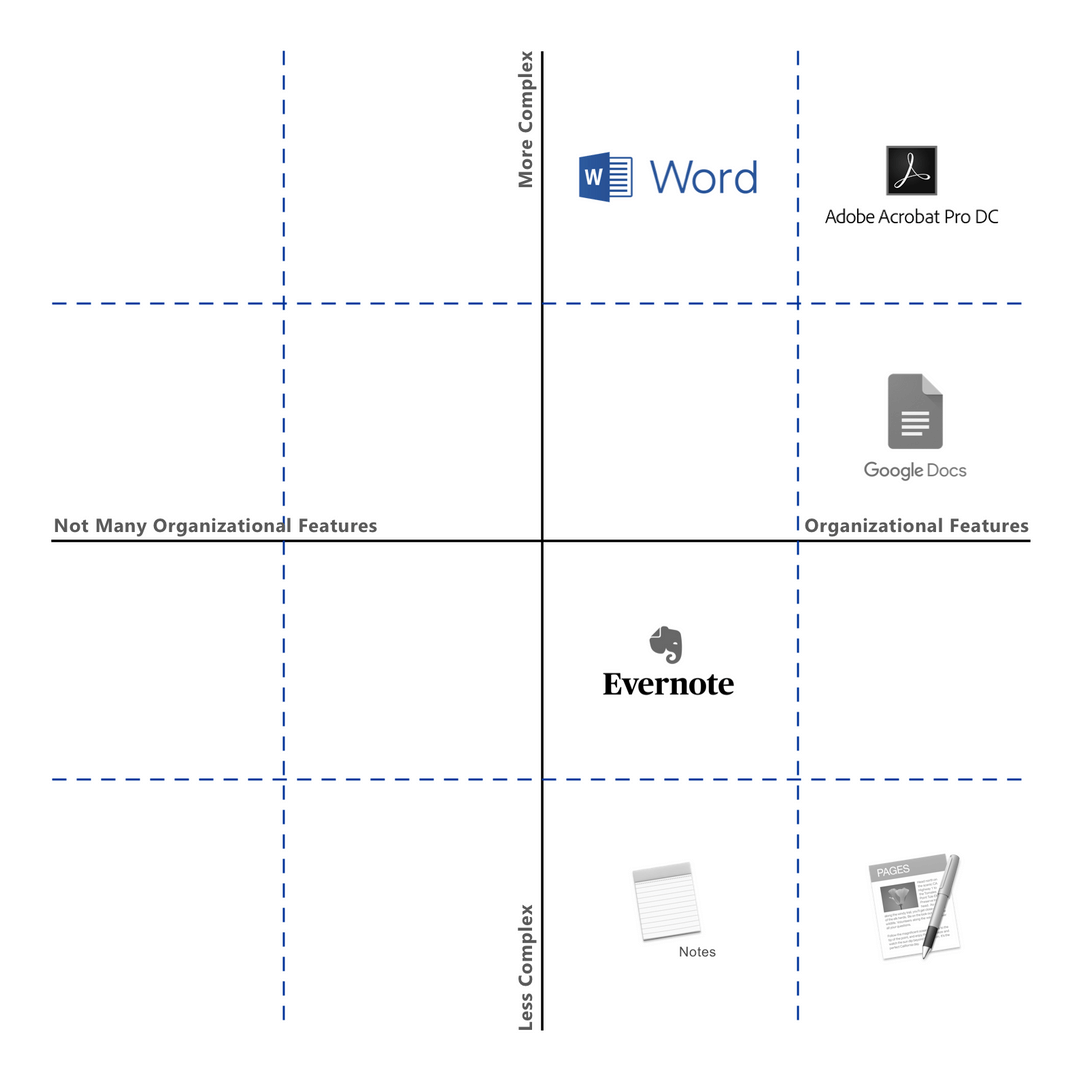 More Complex
W Word
Adobe Acrobat Pro DC
Google Docs
Not Many Organizational Features
Organizational Features
Evernote
Less Complex
Notes
PAGES